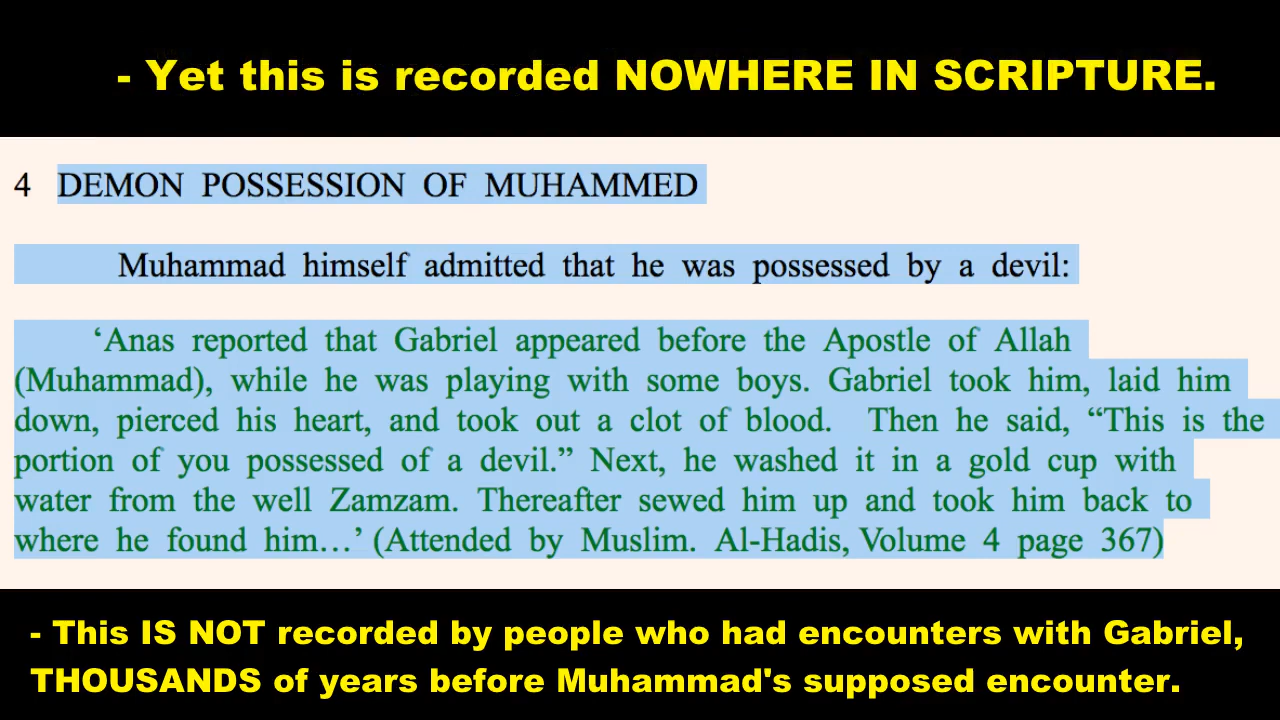 - Yet this is recorded NOWHERE IN SCRIPTURE.
4 DEMON POSSESSION OF MUHAMMED
Muhammad himself admitted that he was possessed by a devil:
‘Anas reported that Gabriel appeared before the Apostle of Allah
(Muhammad), while he was playing with some boys. Gabriel took him, laid him
down, pierced his heart, and took out a clot of blood. Then he said, “This is the
portion of you possessed of a devil.” Next, he washed it in a gold cup with
water from the well Zamzam. Thereafter sewed him up and took him back to
where he found him…’ (Attended by Muslim. Al-Hadis, Volume 4 page 367)
- This IS NOT recorded by people who had encounters with Gabriel,
THOUSANDS of years before Muhammad's supposed encounter.